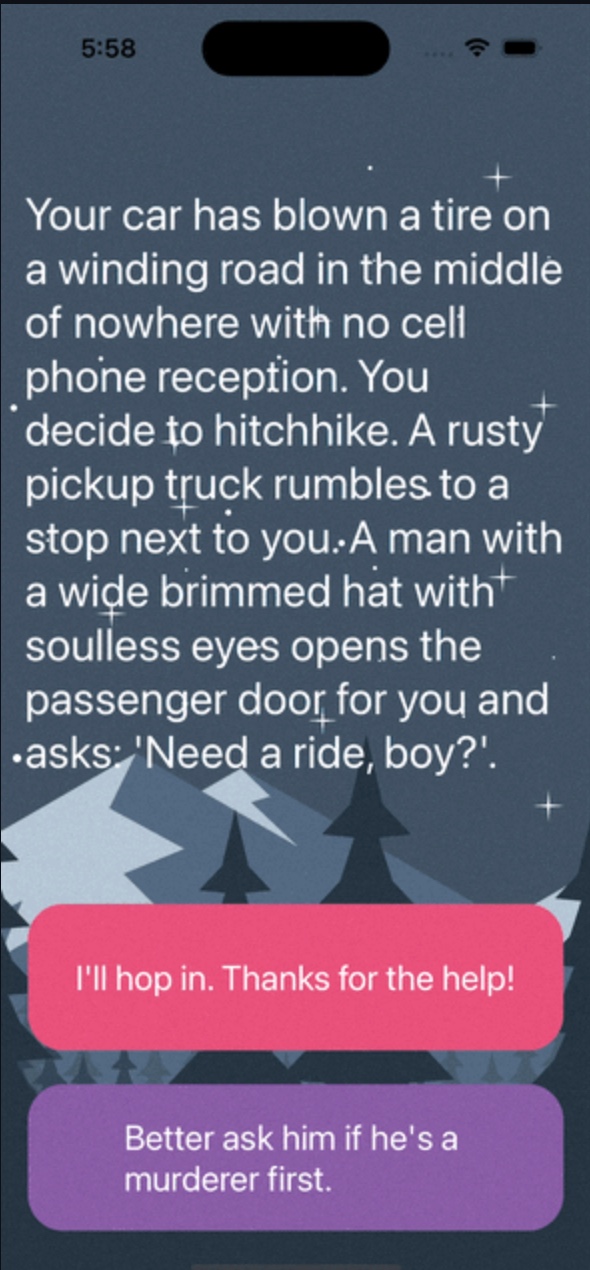 5:58
Your car has blown a tire on
a winding road in the middle
of nowhere with no cell
phone reception. You
decide to hitchhike. A rusty
pickup truck rumbles to a
stop next to you. A man with
a wide brimmed hat with
soulless eyes opens the
passenger door for you and
asks: 'Need a ride, boy?'.
I'll hop in. Thanks for the help!
Better ask him if he's a
murderer first.